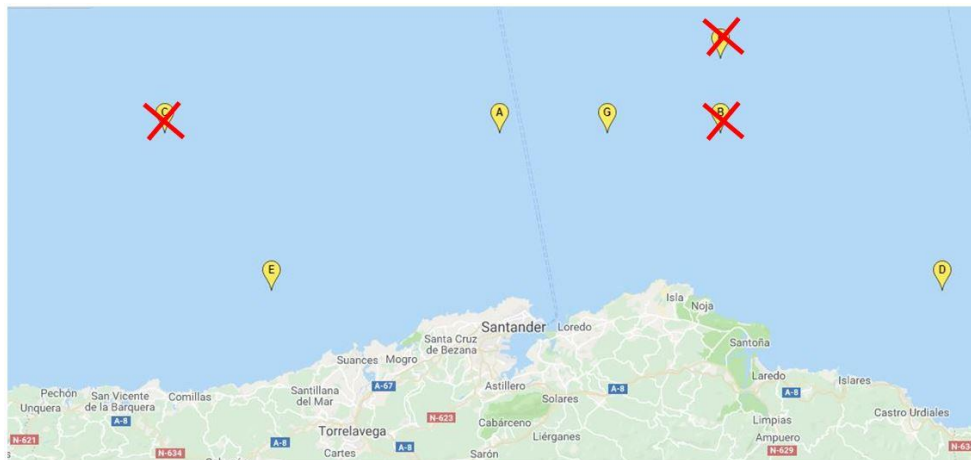 C
A
G
B
E
D
Isla
Noja
Santander
Loredo
Santa Cruz
de Bezana
Santoña
Suances
Mogro
Laredo
Islares
Pechón
San Vicente
de la Barquera
Comillas
Santillana
del Mar
A-67
Astillero
A-8
Unquera
Solares
Castro Urdiales
A-8
N-623
Cabárceno
Limpias
A-8
N-621
Torrelavega
Liérganes
Ampuero
A-8
N-634
Cartes
Sarón
N-629